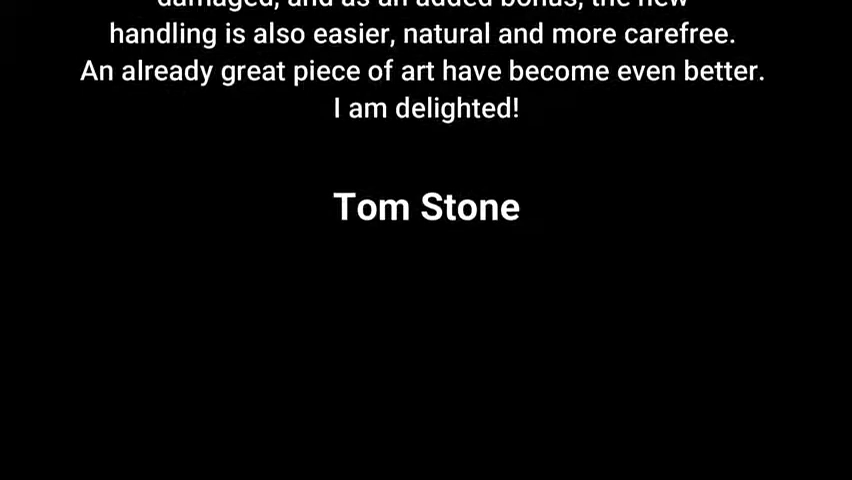 damaged, and as an added bonus, the new
handling is also easier, natural and more carefree.
An already great piece of art have become even better.
I am delighted!
Tom Stone